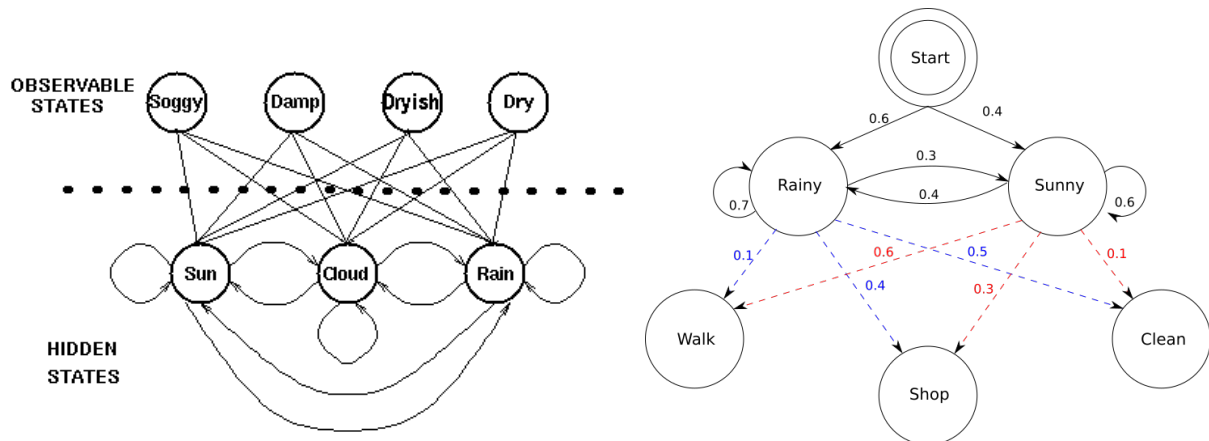 OBSERVABLE
STATES
Soggy
Damp
Dryish
Dry
Sun
Cloud
Rain
HIDDEN
STATES
Start
0.6
0.4
Rainy
0.3
Sunny
0.4
0.7
0.6
0.1
0.6
0.5
0.1
0.4
0.3
Walk
Clean
Shop